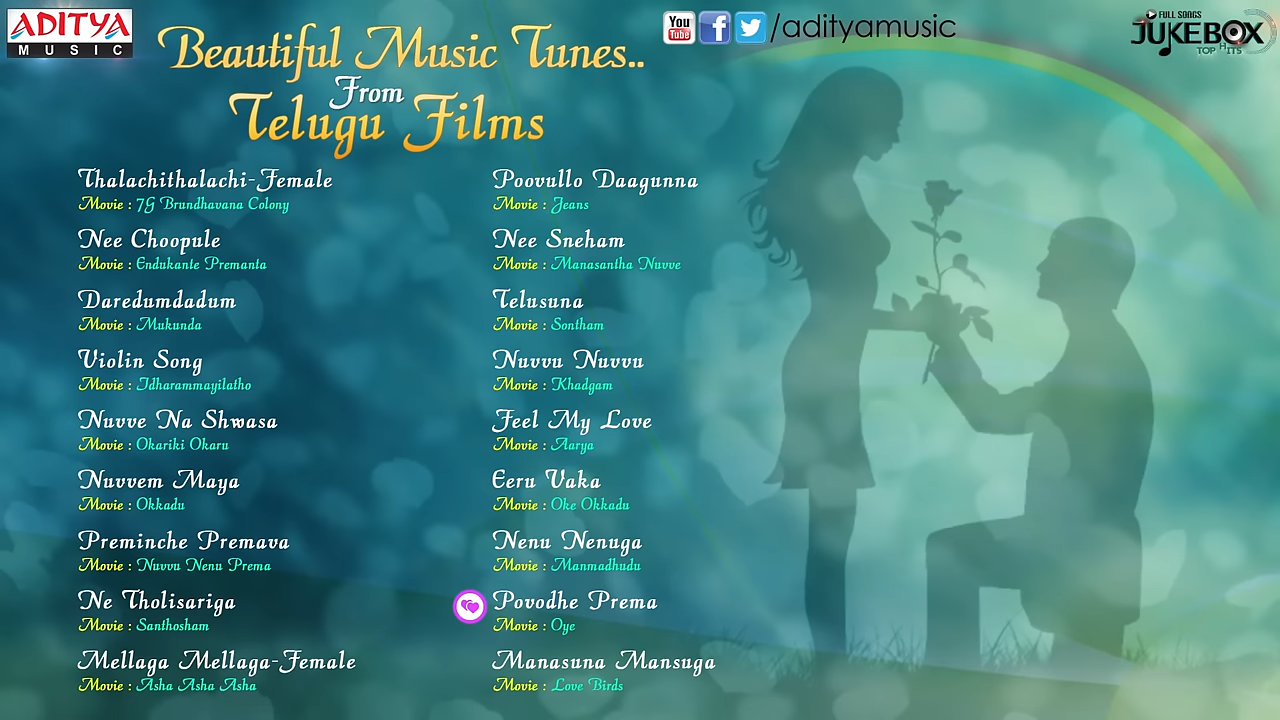 ADITYA
MUSIC
Beautiful Music Tunes..
From
Telugu Films
You
Tube
f
/adityamusic
FULL SONGS
JUKEBOX
TOP HITS
Thalachithalachi-Female
Movie : 7G Brundhavana Colony
Nee Choopule
Movie : Endukante Premanta
Daredumdadum
Movie : Mukunda
Violin Song
Movie : Idharammayilatho
Nuvve Na Shwasa
Movie : Okariki Okaru
Nuvvem Maya
Movie : Okkadu
Preminche Premava
Movie : Nuvvu Nenu Prema
Ne Tholisariga
Movie : Santhosham
Mellaga Mellaga-Female
Movie : Asha Asha Asha
Poovullo Daagunna
Movie : Jeans
Nee Sneham
Movie : Manasantha Nuvve
Telusuna
Movie : Sontham
Nuvvu Nuvvu
Movie : Khadgam
Feel My Love
Movie : Aarya
Eeru Vaka
Movie : Oke Okkadu
Nenu Nenuga
Movie : Manmadhudu
Povodhe Prema
Movie : Oye
Manasuna Mansuga
Movie : Love Birds